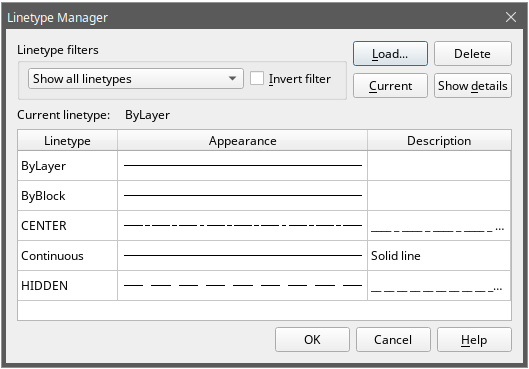 Linetype Manager
Linetype filters
Show all linetypes
Invert filter
Load...
Delete
Current
Show details
Current linetype: ByLayer
Linetype Appearance Description
ByLayer
ByBlock
CENTER ____ _ ____ _ ____ _ ____ _ ...
Continuous Solid line
HIDDEN __ __ __ __ __ __ __ __ __ _...
OK
Cancel
Help